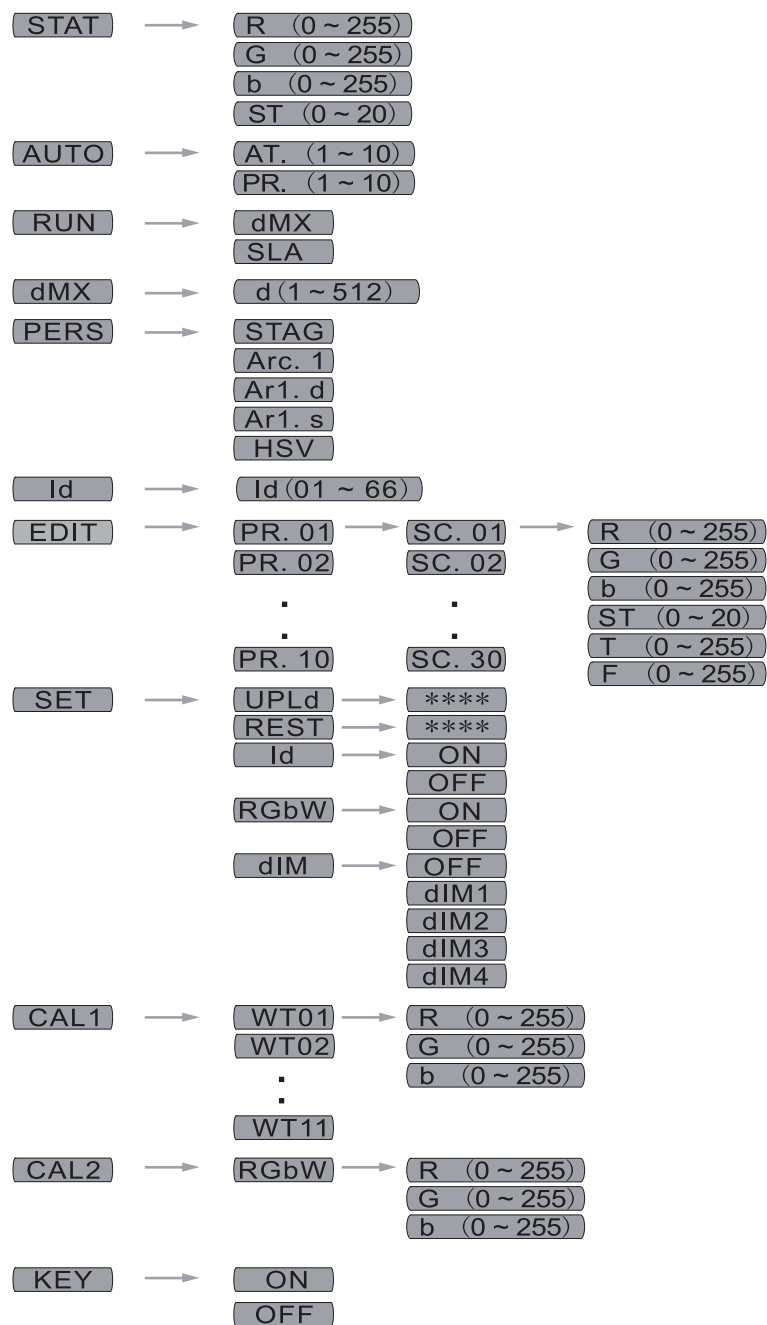 STAT R (0 ~ 255)
G (0 ~ 255)
b (0 ~ 255)
ST (0 ~ 20)
AUTO AT. (1 ~ 10)
PR. (1 ~ 10)
RUN dMX
SLA
dMX d (1 ~ 512)
PERS STAG
Arc. 1
Ar1. d
Ar1. s
HSV
Id Id (01 ~ 66)
EDIT PR. 01 SC. 01 R (0 ~ 255)
PR. 02 SC. 02 G (0 ~ 255)
b (0 ~ 255)
ST (0 ~ 20)
PR. 10 SC. 30 T (0 ~ 255)
F (0 ~ 255)
SET UPLd ****
REST ****
Id ON
OFF
RGbW ON
OFF
dIM OFF
dIM1
dIM2
dIM3
dIM4
CAL1 WT01 R (0 ~ 255)
WT02 G (0 ~ 255)
b (0 ~ 255)
WT11
CAL2 RGbW R (0 ~ 255)
G (0 ~ 255)
b (0 ~ 255)
KEY ON
OFF